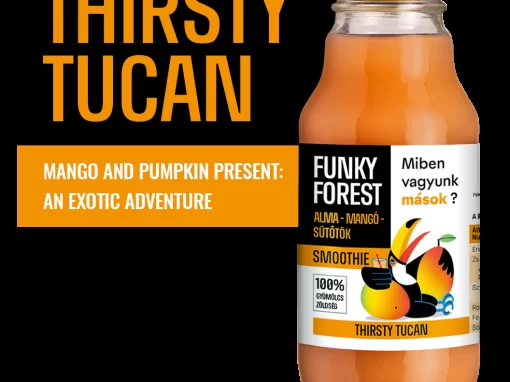 THIRSTY
TUCAN
MANGO AND PUMPKIN PRESENT:
AN EXOTIC ADVENTURE
FUNKY
FOREST
ALMA - MANGÓ -
SÜTŐTÖK
SMOOTHIE
100%
GYÜMÖLCS
ZÖLDSÉG
THIRSTY TUCAN
Miben
vagyunk
mások ?